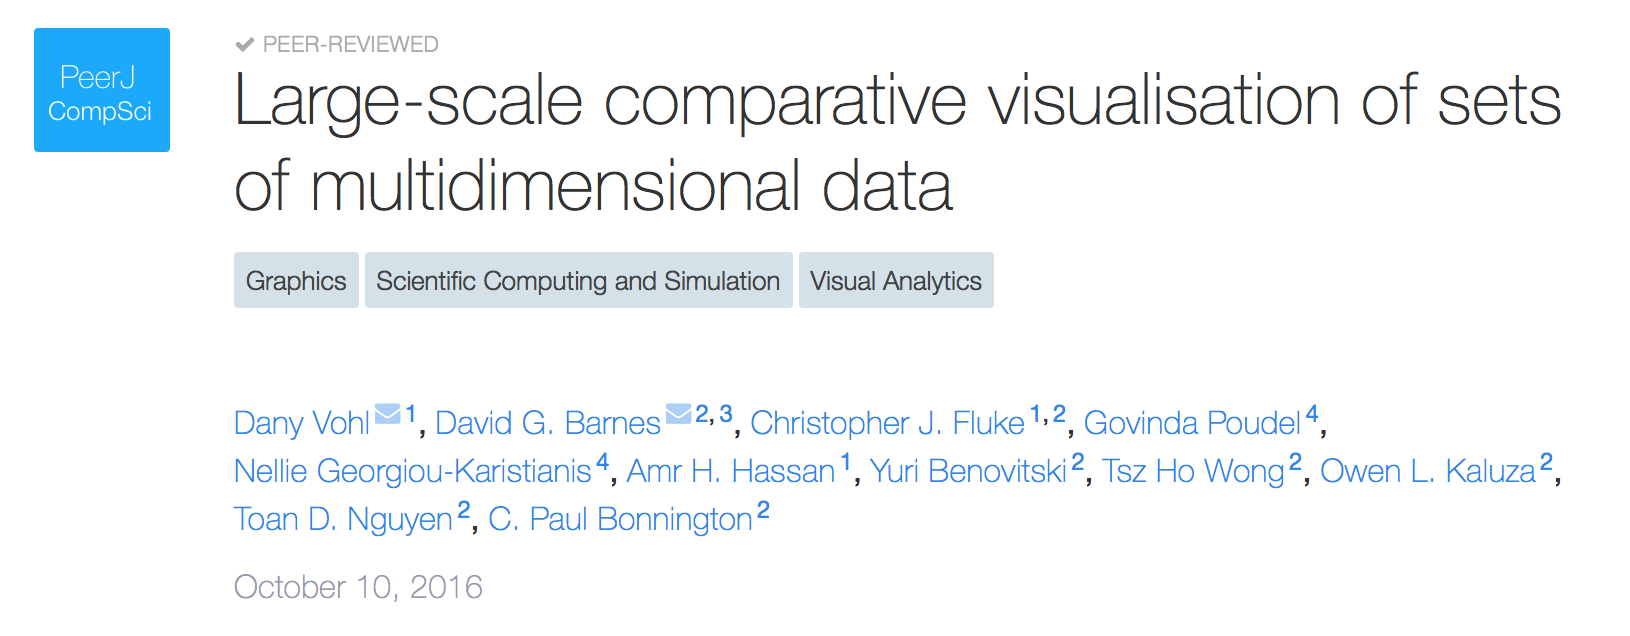 PeerJ
CompSci
PEER-REVIEWED
Large-scale comparative visualisation of sets
of multidimensional data
Graphics Scientific Computing and Simulation Visual Analytics
Dany Vohl 1, David G. Barnes 2,3, Christopher J. Fluke 1,2, Govinda Poudel 4,
Nellie Georgiou-Karistianis 4, Amr H. Hassan 1, Yuri Benovitski 2, Tsz Ho Wong 2, Owen L. Kaluza 2,
Toan D. Nguyen 2, C. Paul Bonnington 2
October 10, 2016